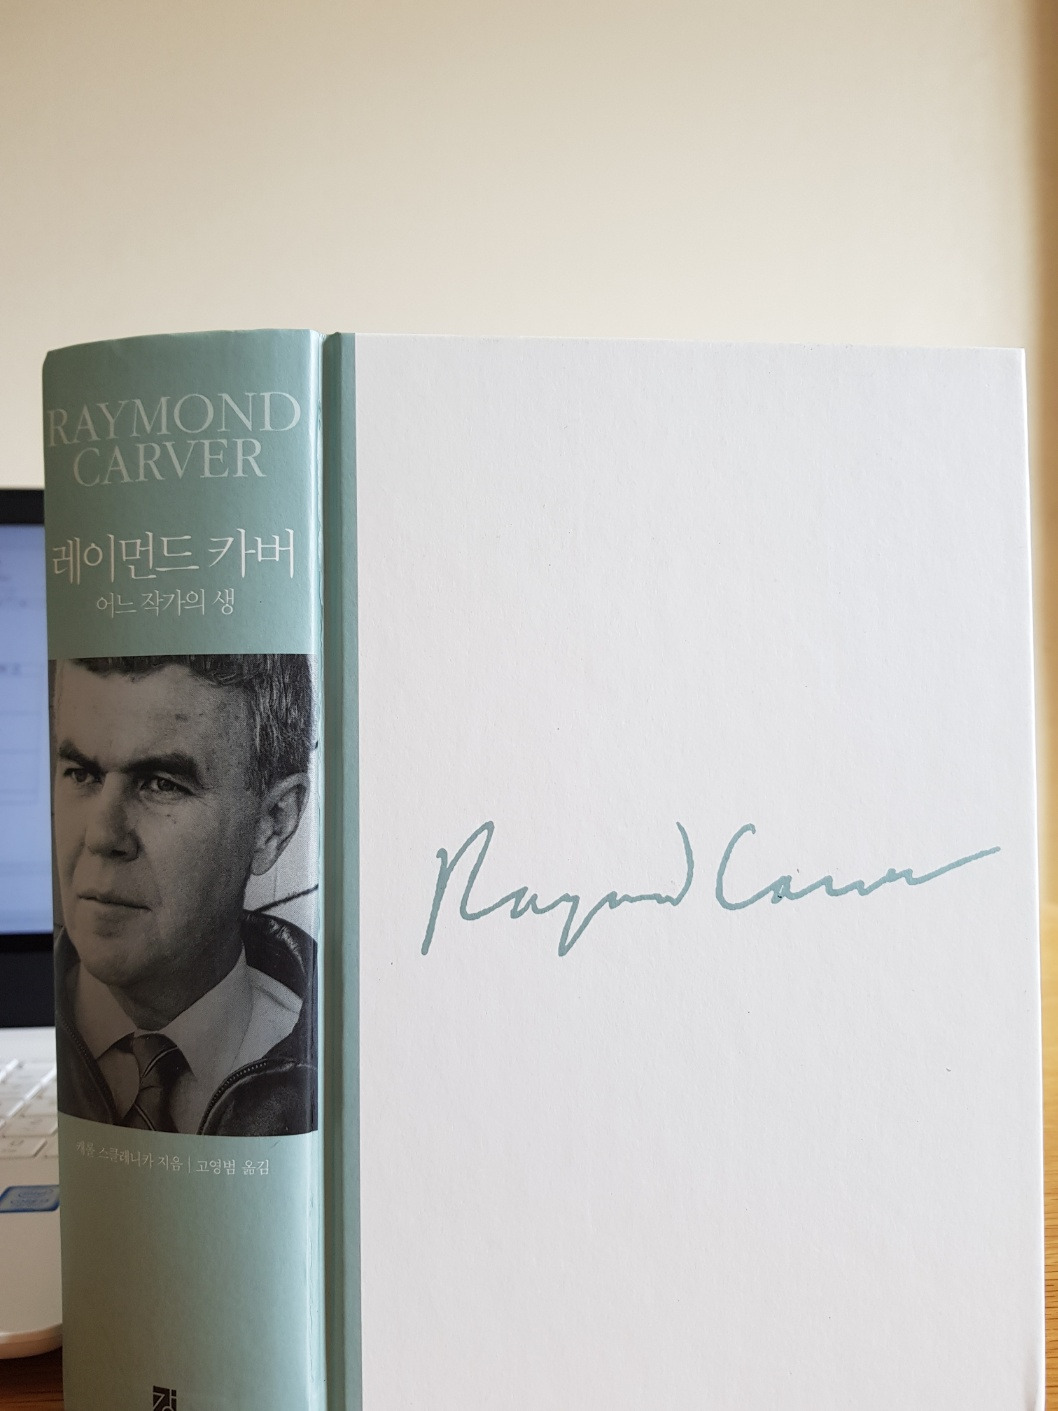 RAYMOND
CARVER
레이먼드 카버
어느 작가의 생
캐롤 스클레니카 지음 | 고영범 옮김
강
Raymond Carver